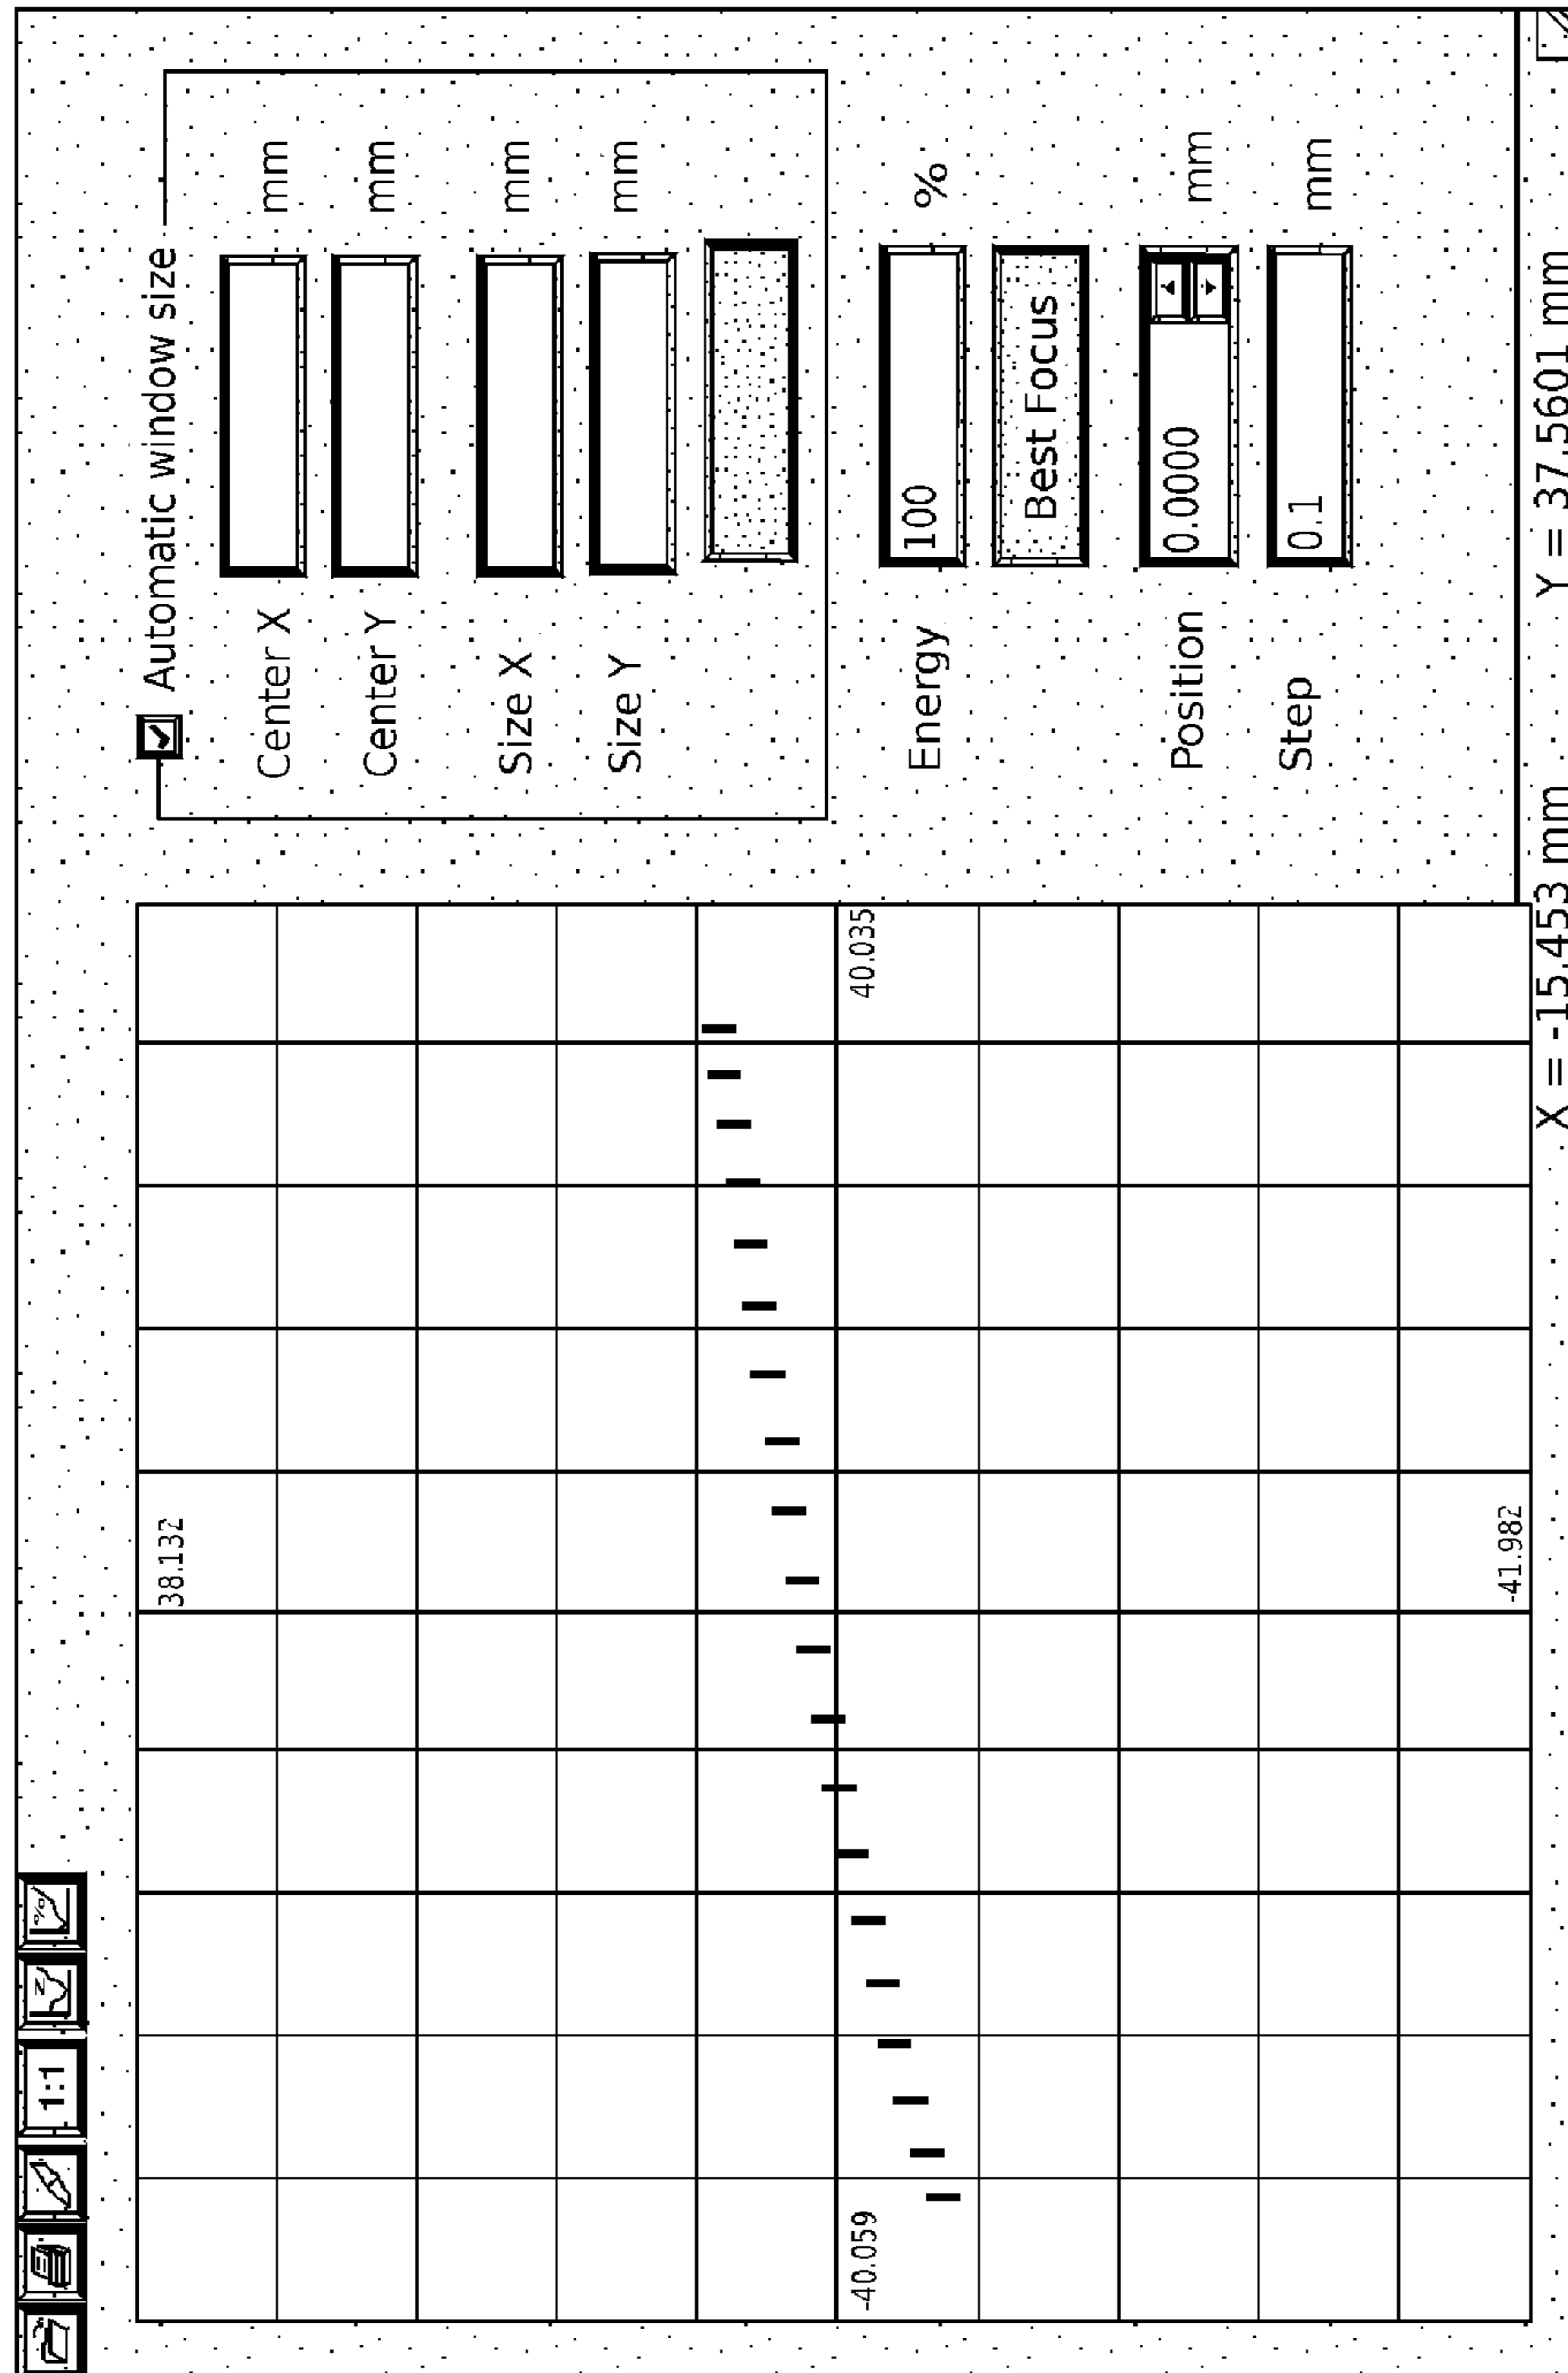 1:1
N
%
38.132
-40.059
40.035
-41.982
Automatic window size
Center X mm
Center Y mm
Size X mm
Size Y mm
Energy 100 %
Best Focus
Position 0.0000 mm
Step 0.1 mm
X = -15.453 mm Y = 37.5601 mm